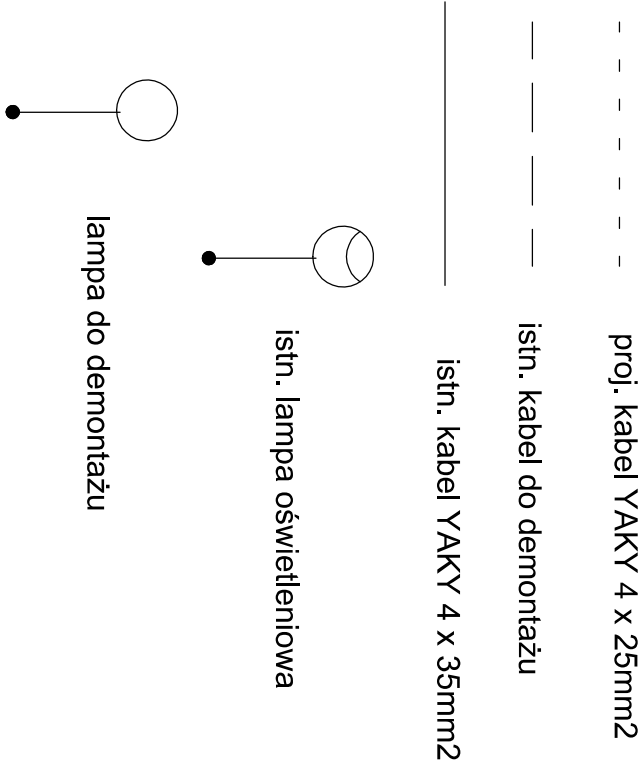 proj. kabel YAKY 4 x 25mm2
istn. kabel do demontażu
istn. kabel YAKY 4 x 35mm2
istn. lampa oświetleniowa
lampa do demontażu